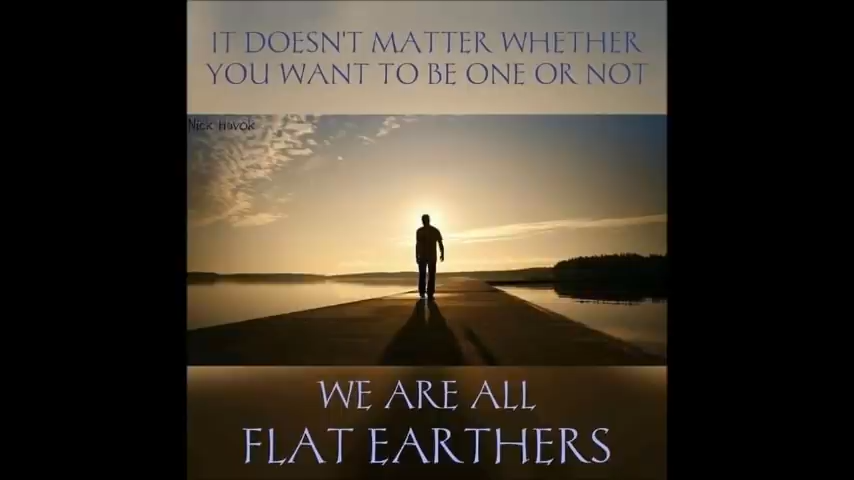 IT DOESN'T MATTER WHETHER
YOU WANT TO BE ONE OR NOT
Nick Havok
WE ARE ALL
FLAT EARTHERS